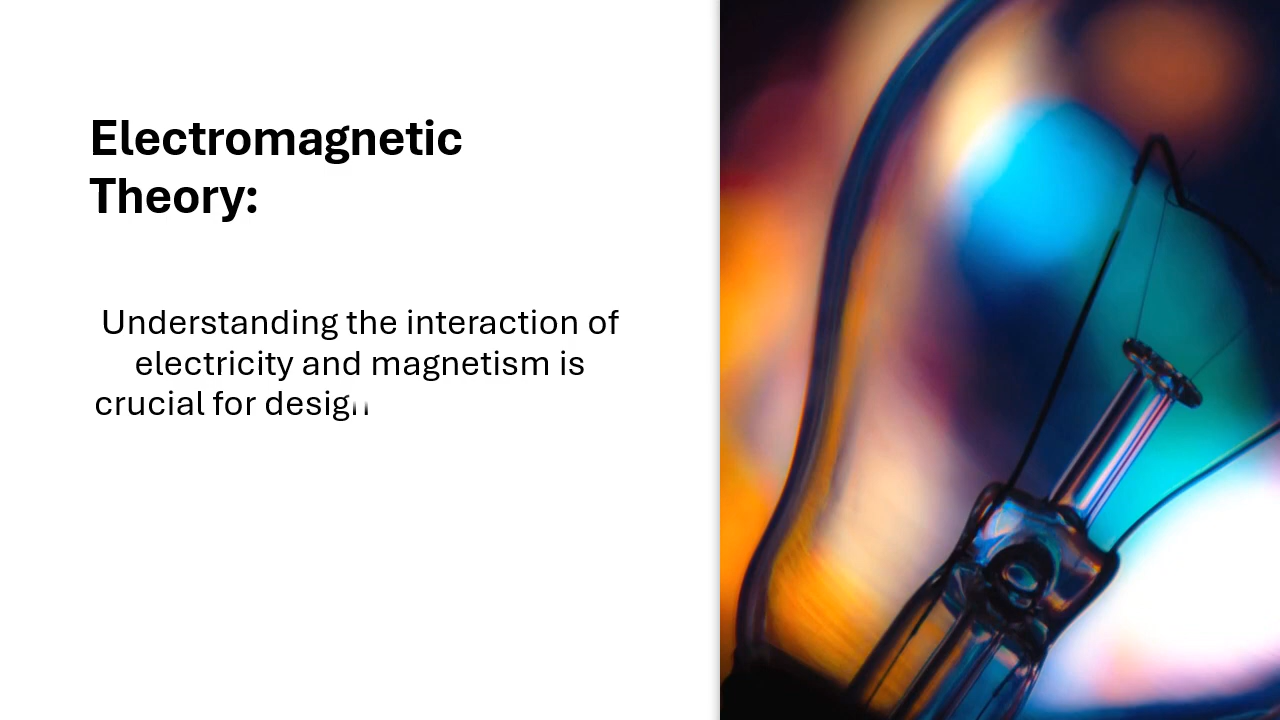 Electromagnetic
Theory:
Understanding the interaction of
electricity and magnetism is
crucial for design